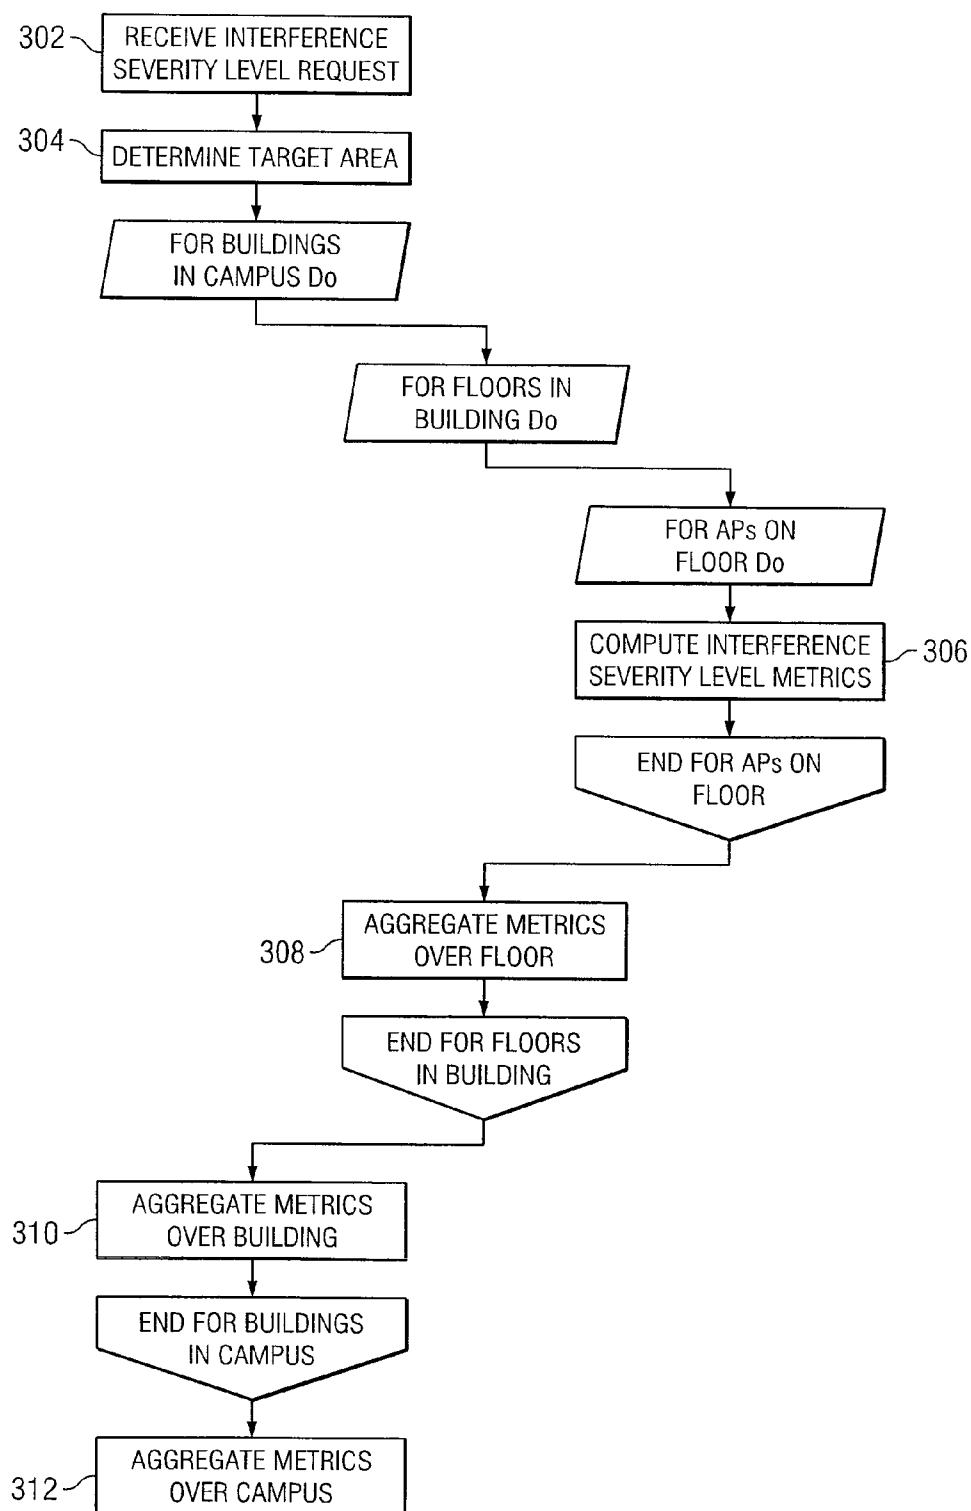 302
RECEIVE INTERFERENCE
SEVERITY LEVEL REQUEST
304
DETERMINE TARGET AREA
FOR BUILDINGS
IN CAMPUS Do
FOR FLOORS IN
BUILDING Do
FOR APs ON
FLOOR Do
COMPUTE INTERFERENCE
SEVERITY LEVEL METRICS
306
END FOR APs ON
FLOOR
308
AGGREGATE METRICS
OVER FLOOR
END FOR FLOORS
IN BUILDING
310
AGGREGATE METRICS
OVER BUILDING
END FOR BUILDINGS
IN CAMPUS
312
AGGREGATE METRICS
OVER CAMPUS